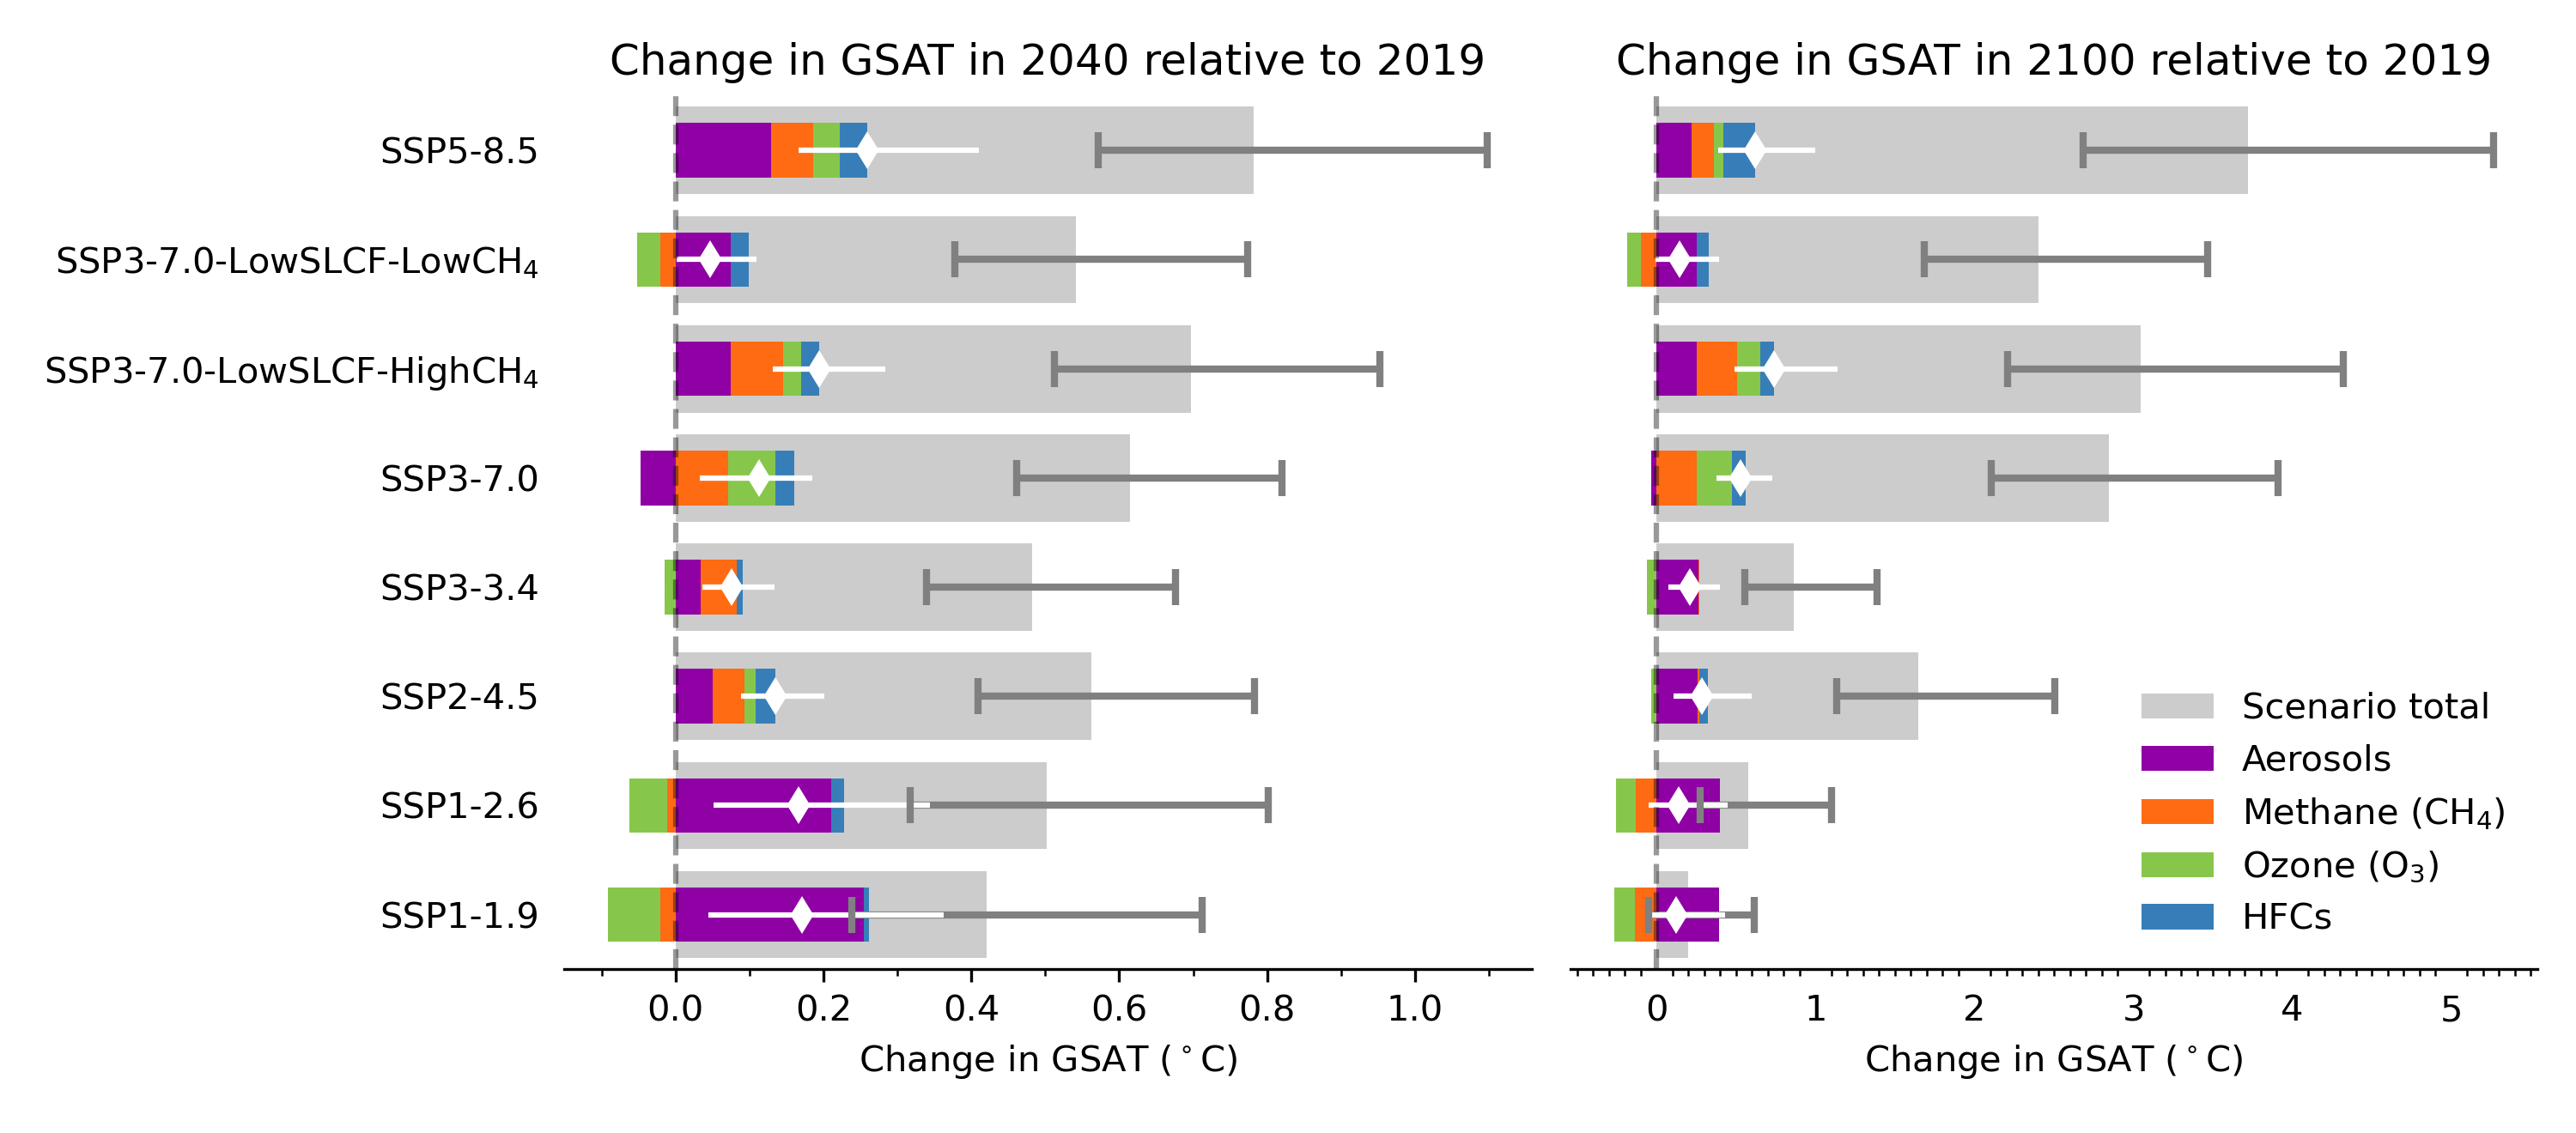 Change in GSAT in 2040 relative to 2019
SSP5-8.5
SSP3-7.0-LowSLCF-LowCH₄
SSP3-7.0-LowSLCF-HighCH₄
SSP3-7.0
SSP3-3.4
SSP2-4.5
SSP1-2.6
SSP1-1.9
0.0 0.2 0.4 0.6 0.8 1.0
Change in GSAT (°C)
Change in GSAT in 2100 relative to 2019
Scenario total
Aerosols
Methane (CH₄)
Ozone (O₃)
HFCs
0 1 2 3 4 5
Change in GSAT (°C)